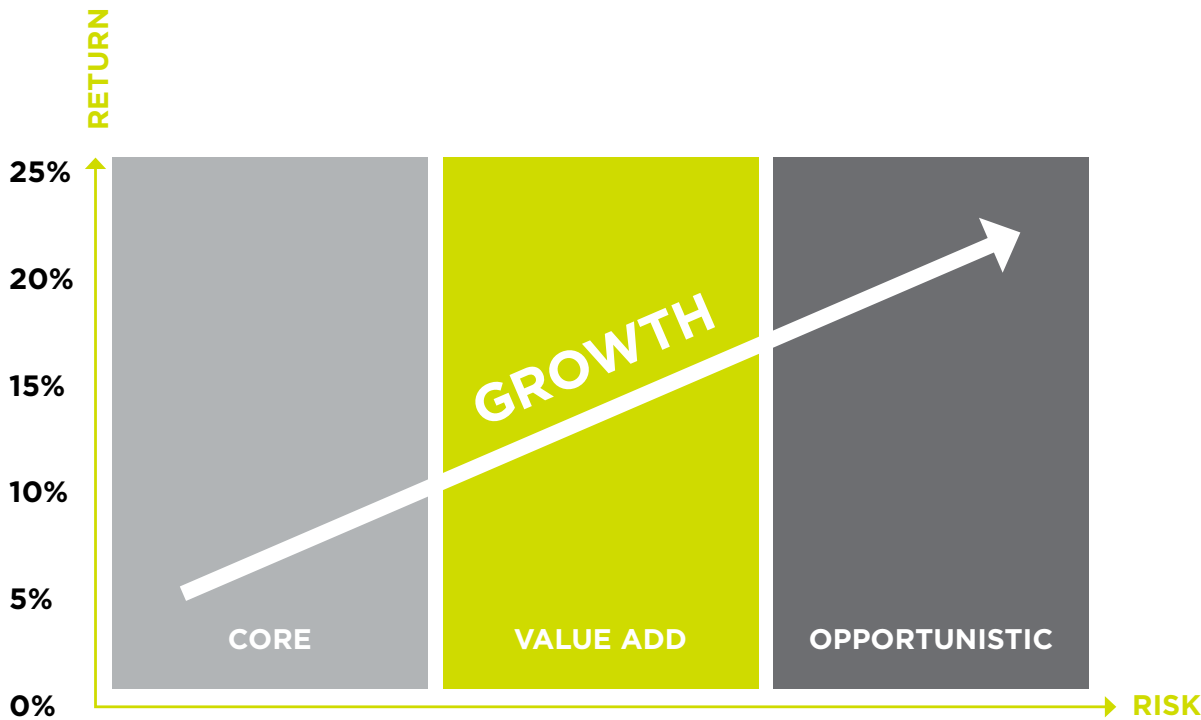 RETURN
25%
20%
15%
10%
5%
0%
GROWTH
CORE
VALUE ADD
OPPORTUNISTIC
RISK